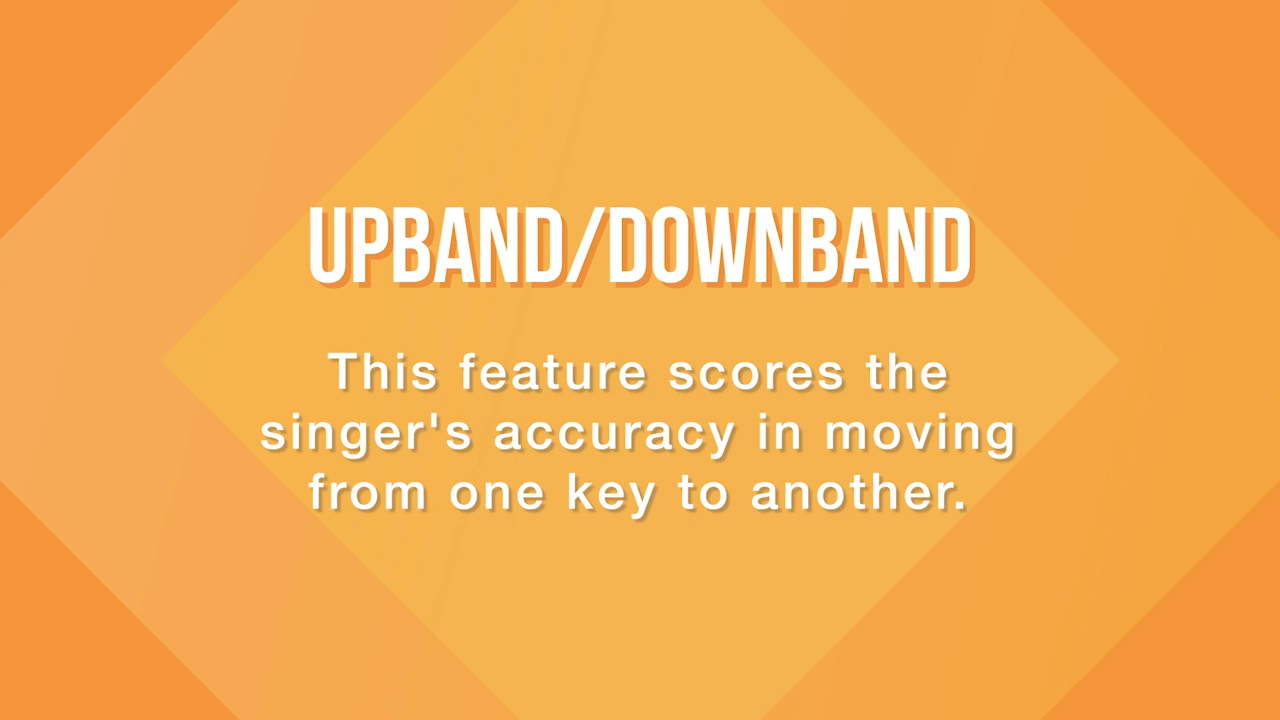 UPBAND/DOWNBAND
This feature scores the
singer's accuracy in moving
from one key to another.